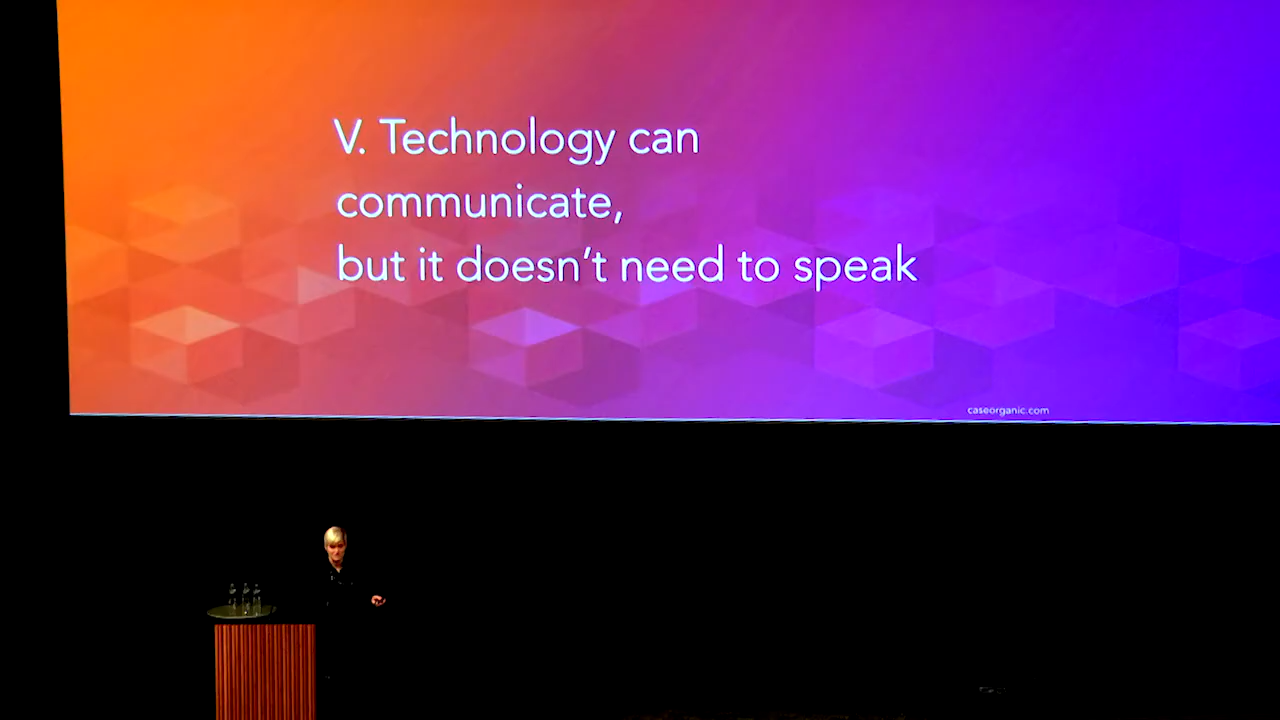 V. Technology can
communicate,
but it doesn't need to speak
caseorganic.com